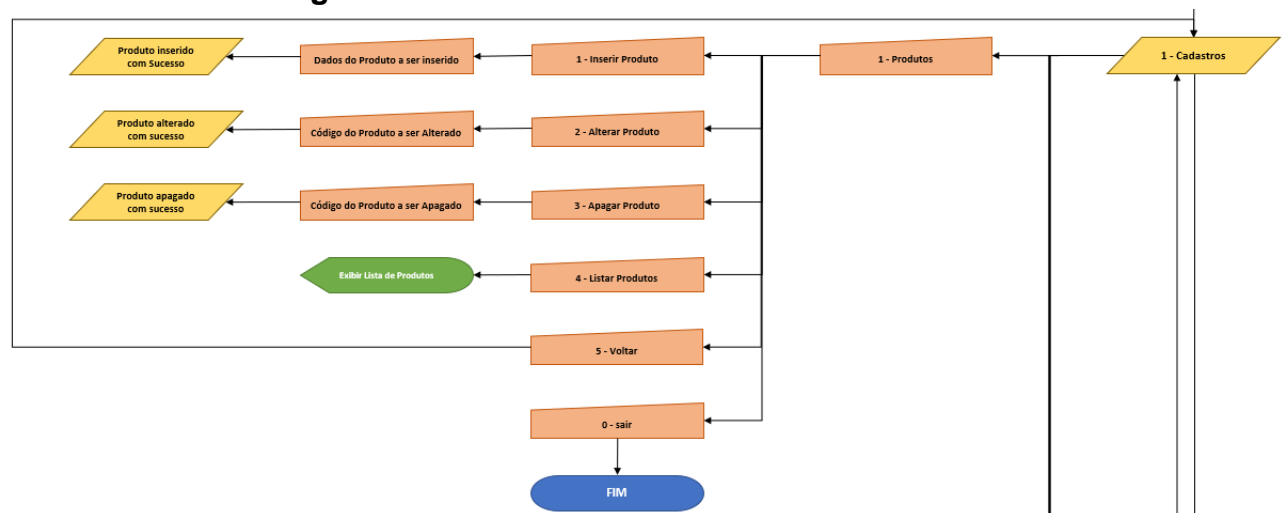 g
Produto inserido
com Sucesso
Dados do Produto a ser inserido
1 - Inserir Produto
1 - Produtos
1 - Cadastros
Produto alterado
com sucesso
Código do Produto a ser Alterado
2 - Alterar Produto
Produto apagado
com sucesso
Código do Produto a ser Apagado
3 - Apagar Produto
Exibir Lista de Produtos
4 - Listar Produtos
5 - Voltar
0 - sair
FIM